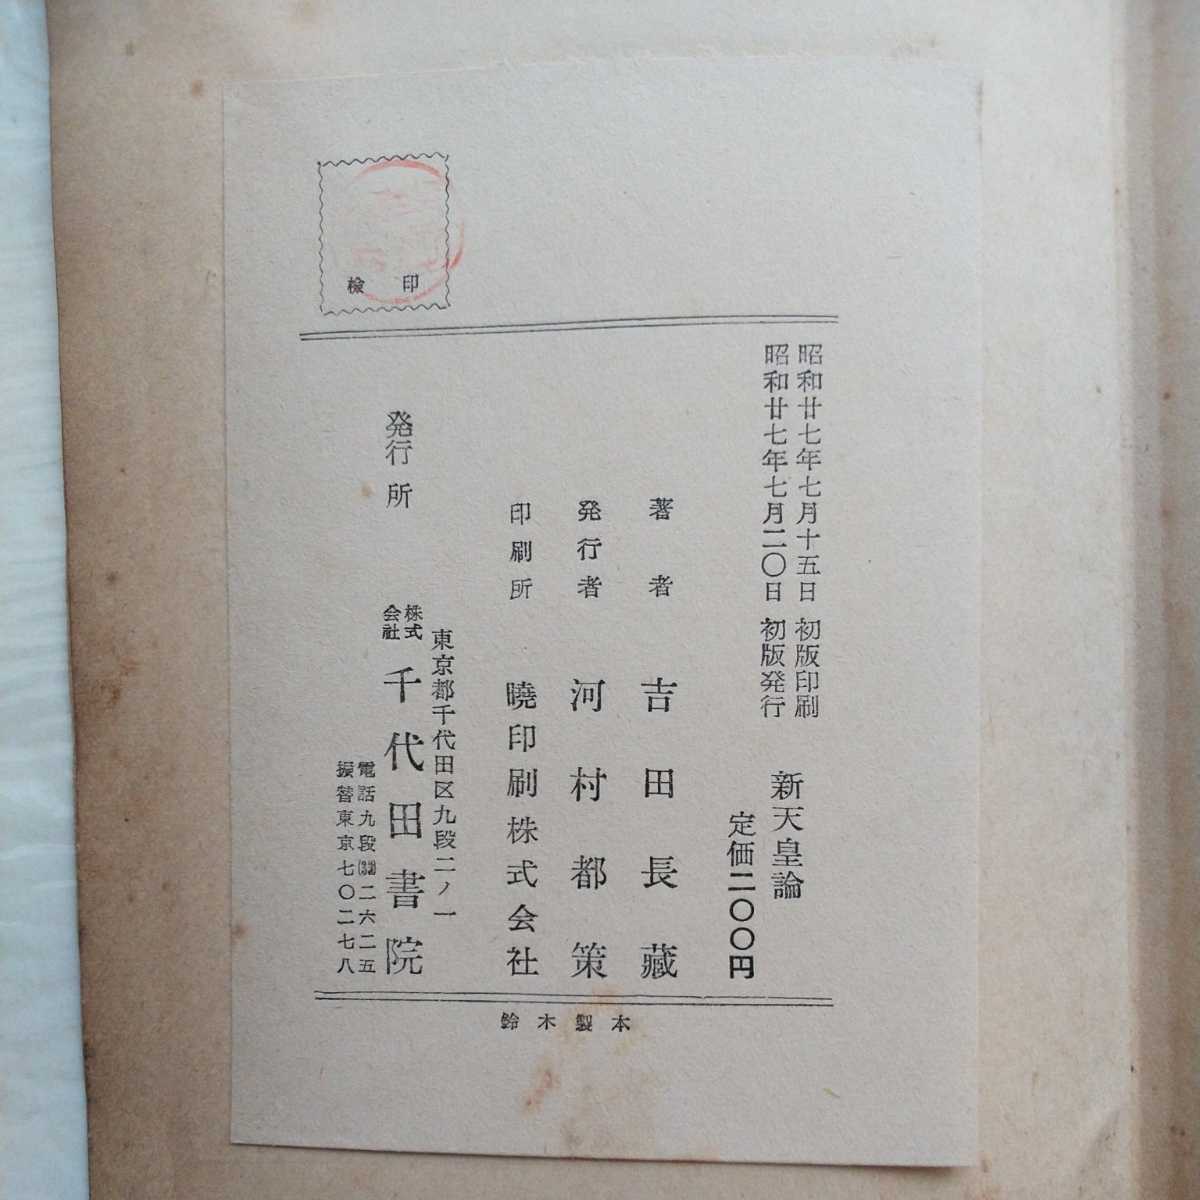 検印
昭和廿七年七月十五日 初版印刷
昭和廿七年七月二〇日 初版発行
新天皇論
定価二〇〇円
著者 吉田長藏
発行者 河村都策
印刷所 曉印刷株式会社
東京都千代田区九段二ノ一
発行所 株式会社 千代田書院
電話九段(33)二六二五
振替東京七〇二七八
鈴木製本